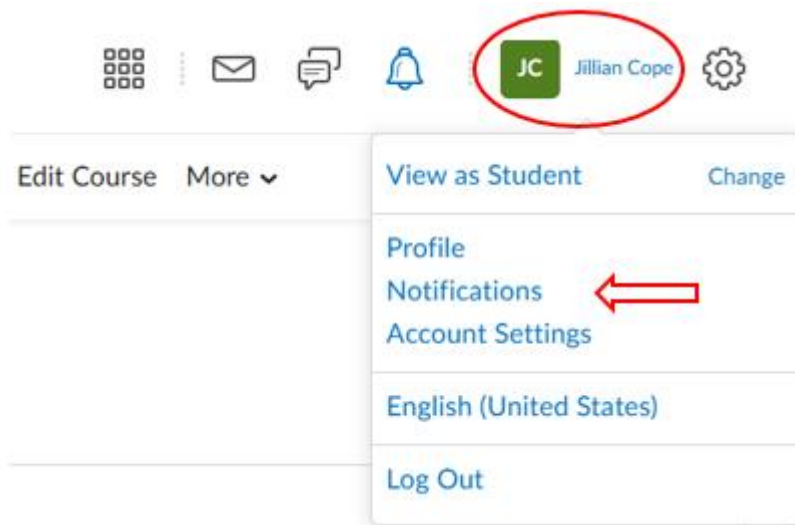 JC Jillian Cope
Edit Course More
View as Student Change
Profile
Notifications
Account Settings
English (United States)
Log Out